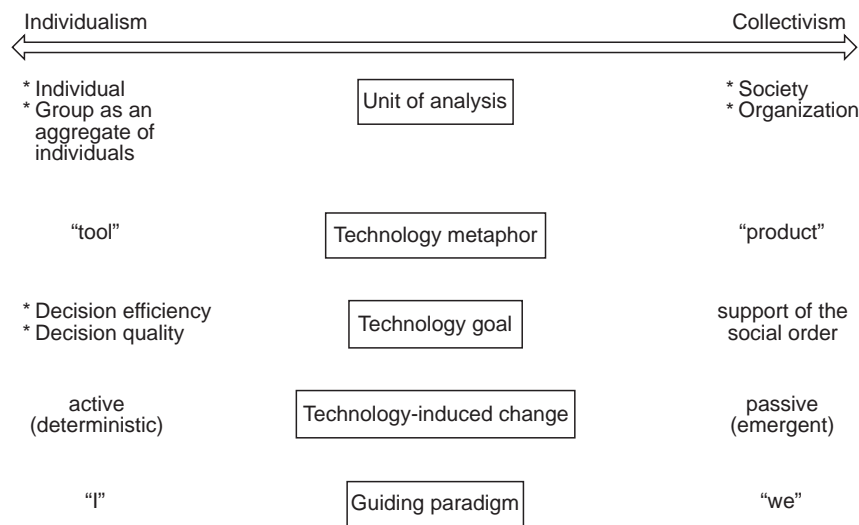 Individualism
Collectivism
* Individual
* Group as an
aggregate of
individuals
Unit of analysis
* Society
* Organization
“tool”
Technology metaphor
“product”
* Decision efficiency
* Decision quality
Technology goal
support of the
social order
active
(deterministic)
Technology-induced change
passive
(emergent)
“I”
Guiding paradigm
“we”